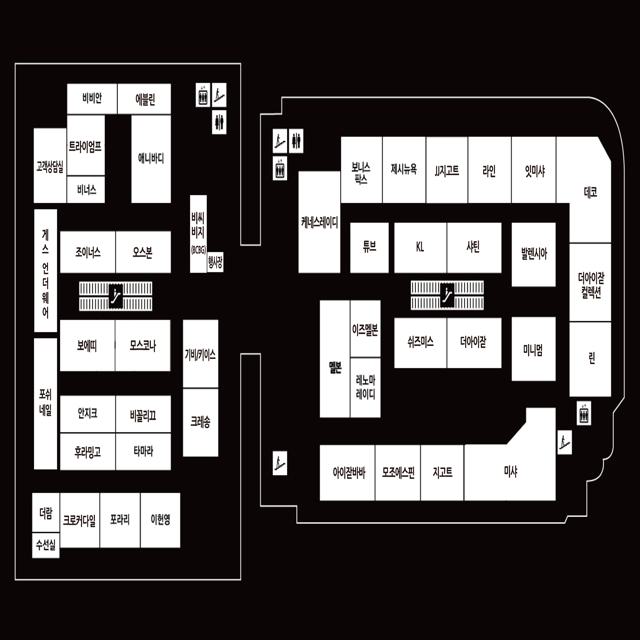 비비안
에블린
고객상담실
트라이엄프
애니바디
비너스
게스 언더웨어
비씨
비지
(BCBG)
행사장
조이너스
오스본
보에띠
모스코나
기비/키이스
포쉬
네일
크레송
안지크
비꼴리끄
후라밍고
타마라
더람
크로커다일
포라리
이헌영
수선실
보니스
팍스
제시뉴욕
JJ지고트
라인
잇미샤
데코
케네스레이디
튜브
KL
샤틴
발렌시아
더아이잗
컬렉션
이즈멜본
쉬즈미스
더아이잗
미니멈
린
멜본
레노마
레이디
아이잗바바
모조에스핀
지고트
미샤